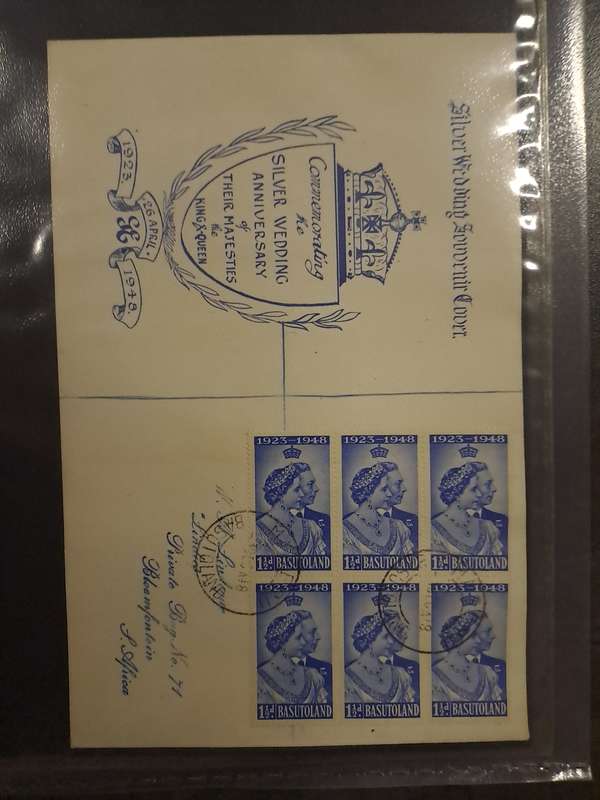 Silver Wedding Souvenir Cover.
Commemorating
the
SILVER WEDDING
ANNIVERSARY
of
THEIR MAJESTIES
the
KING & QUEEN
1923.
26 APRIL.
1948.
1923-1948
1½d. BASUTOLAND
1923-1948
1½d. BASUTOLAND
1923-1948
1½d. BASUTOLAND
1923-1948
1½d. BASUTOLAND
1923-1948
1½d. BASUTOLAND
1923-1948
1½d. BASUTOLAND
Private Bag No. 71
Bloemfontein
S. Africa